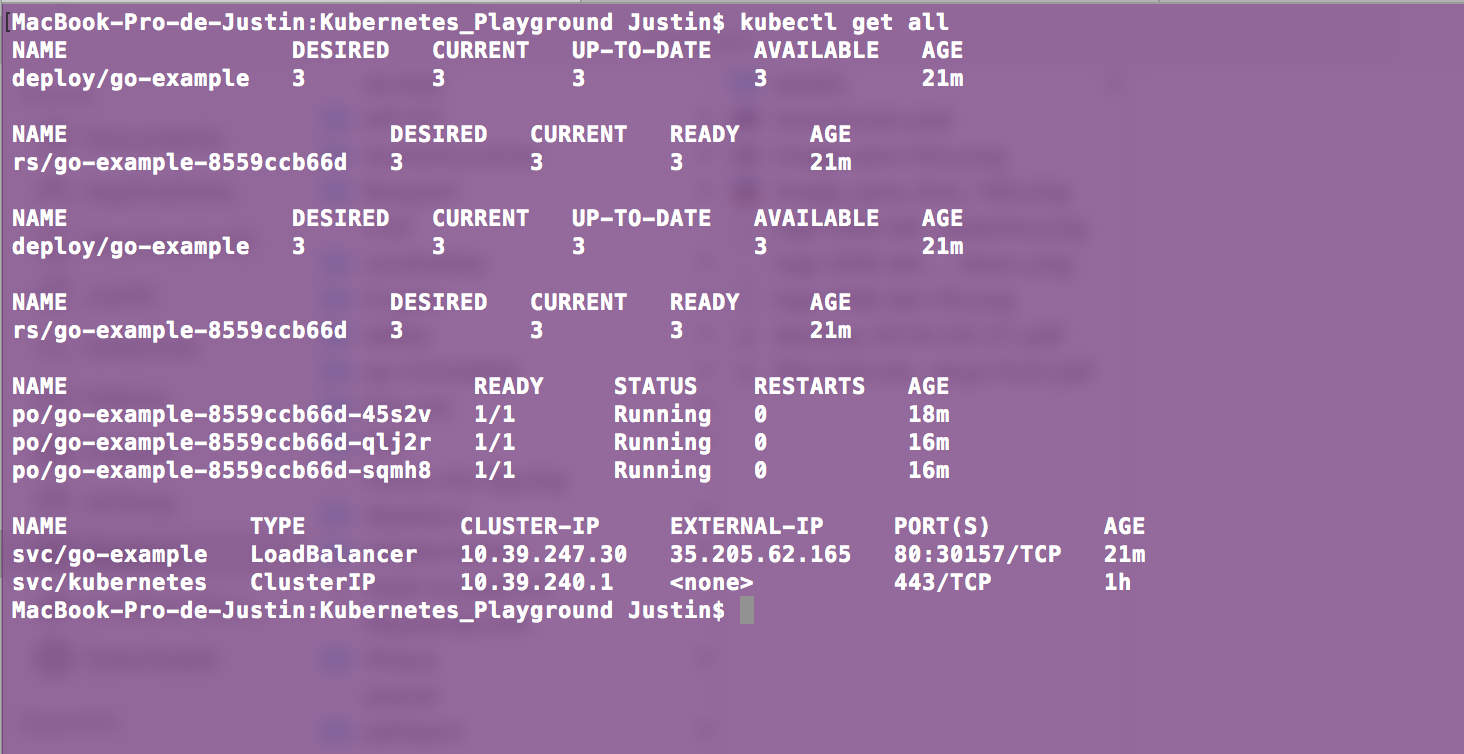 [MacBook-Pro-de-Justin:Kubernetes_Playground Justin$ kubectl get all
NAME                DESIRED   CURRENT   UP-TO-DATE   AVAILABLE   AGE
deploy/go-example   3         3         3            3           21m

NAME                       DESIRED   CURRENT   READY     AGE
rs/go-example-8559ccb66d   3         3         3         21m

NAME                DESIRED   CURRENT   UP-TO-DATE   AVAILABLE   AGE
deploy/go-example   3         3         3            3           21m

NAME                       DESIRED   CURRENT   READY     AGE
rs/go-example-8559ccb66d   3         3         3         21m

NAME                             READY     STATUS    RESTARTS   AGE
po/go-example-8559ccb66d-45s2v   1/1       Running   0          18m
po/go-example-8559ccb66d-qlj2r   1/1       Running   0          16m
po/go-example-8559ccb66d-sqmh8   1/1       Running   0          16m

NAME             TYPE           CLUSTER-IP     EXTERNAL-IP     PORT(S)        AGE
svc/go-example   LoadBalancer   10.39.247.30   35.205.62.165   80:30157/TCP   21m
svc/kubernetes   ClusterIP      10.39.240.1    <none>          443/TCP        1h
MacBook-Pro-de-Justin:Kubernetes_Playground Justin$